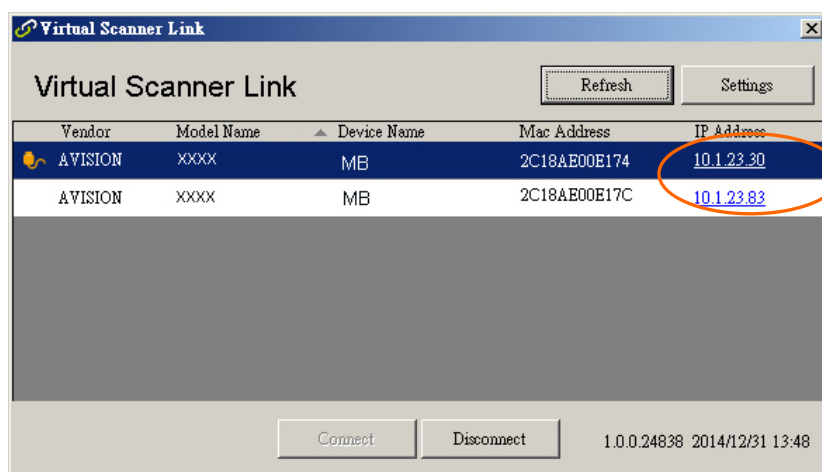 Virtual Scanner Link
Virtual Scanner Link Refresh Settings
Vendor Model Name Device Name Mac Address IP Address
AVISION XXXX MB 2C18AE00E174 10.1.23.30
AVISION XXXX MB 2C18AE00E17C 10.1.23.83
Connect Disconnect 1.0.0.24838 2014/12/31 13:48